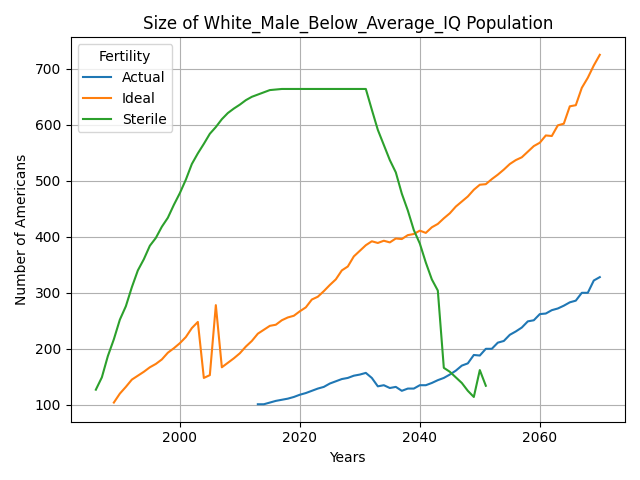 Size of White_Male_Below_Average_IQ Population
Fertility
Actual
Ideal
Sterile
Number of Americans
700
600
500
400
300
200
100
2000
2020
2040
2060
Years